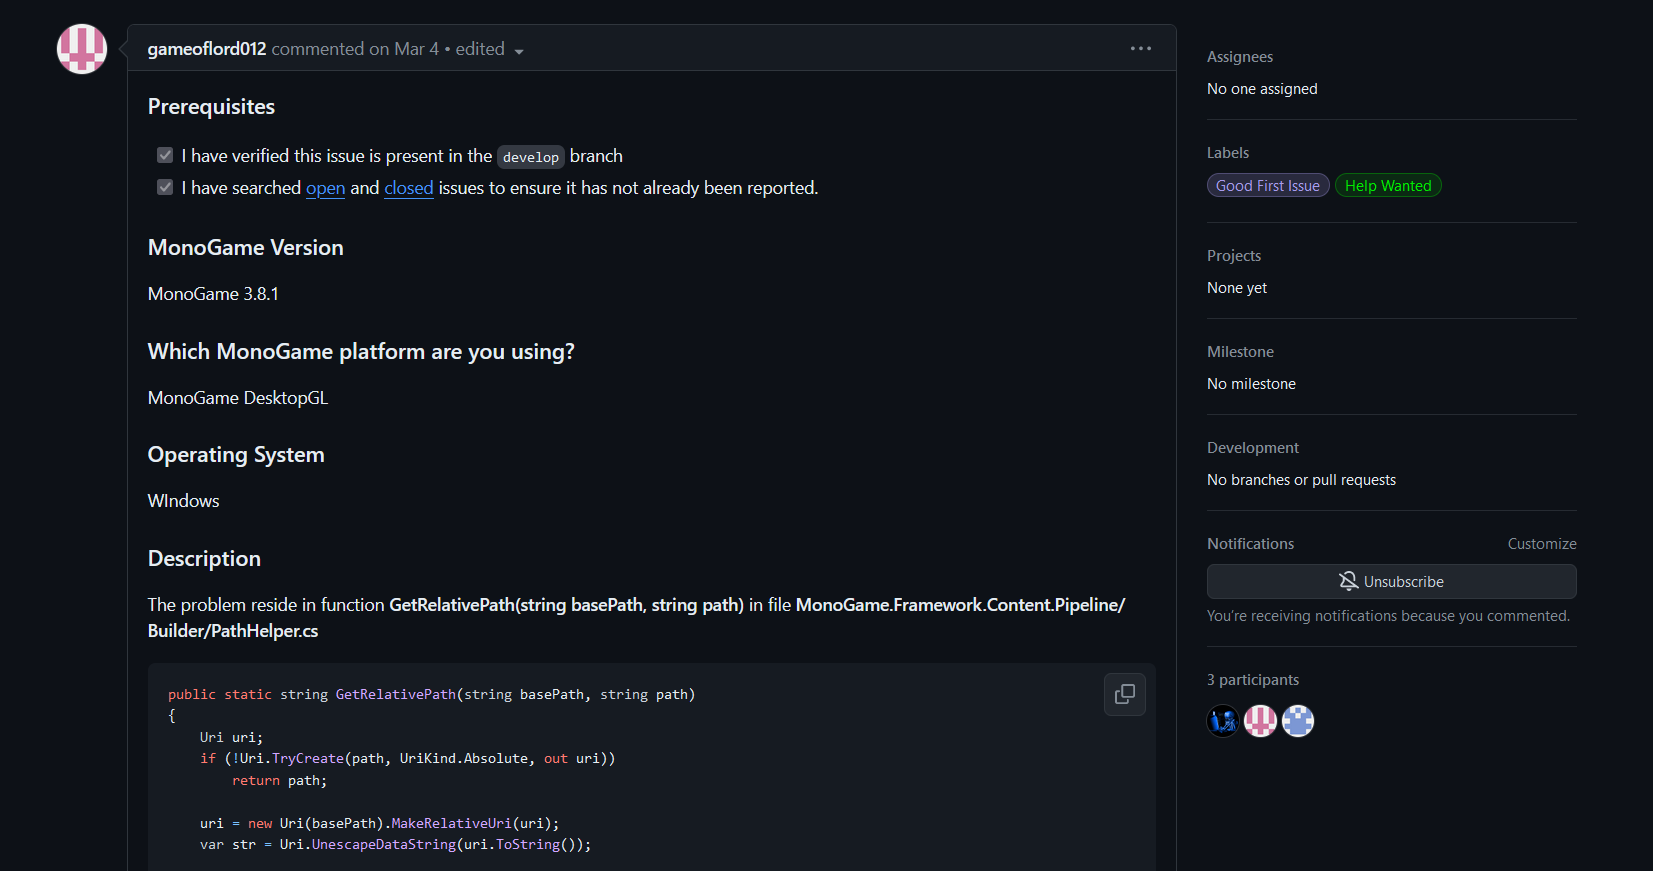 gameoflord012 commented on Mar 4 • edited
Prerequisites
I have verified this issue is present in the develop branch
I have searched open and closed issues to ensure it has not already been reported.
MonoGame Version
MonoGame 3.8.1
Which MonoGame platform are you using?
MonoGame DesktopGL
Operating System
WIndows
Description
The problem reside in function GetRelativePath(string basePath, string path) in file MonoGame.Framework.Content.Pipeline/
Builder/PathHelper.cs
public static string GetRelativePath(string basePath, string path)
{
    Uri uri;
    if (!Uri.TryCreate(path, UriKind.Absolute, out uri))
        return path;
    uri = new Uri(basePath).MakeRelativeUri(uri);
    var str = Uri.UnescapeDataString(uri.ToString());
Assignees
No one assigned
Labels
Good First Issue Help Wanted
Projects
None yet
Milestone
No milestone
Development
No branches or pull requests
Notifications Customize
Unsubscribe
You're receiving notifications because you commented.
3 participants